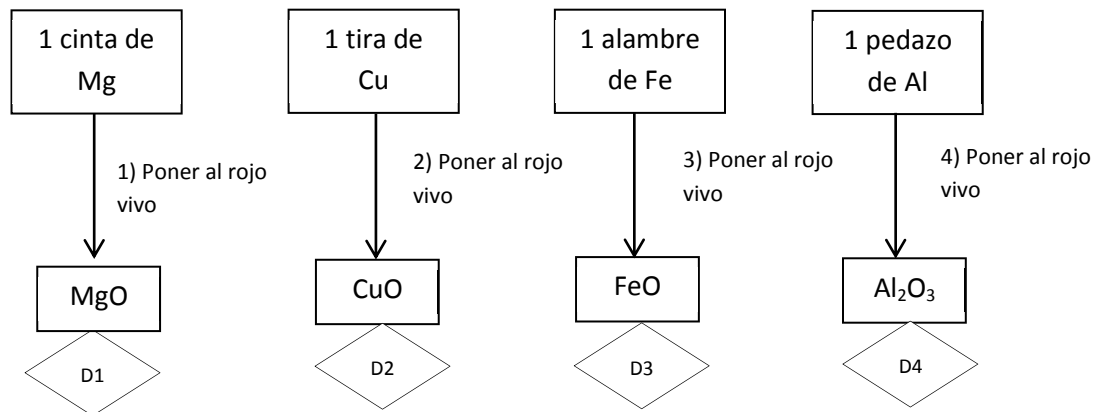 1 cinta de
Mg
1 tira de
Cu
1 alambre
de Fe
1 pedazo
de Al
1) Poner al rojo
vivo
2) Poner al rojo
vivo
3) Poner al rojo
vivo
4) Poner al rojo
vivo
MgO
CuO
FeO
Al₂O₃
D1
D2
D3
D4